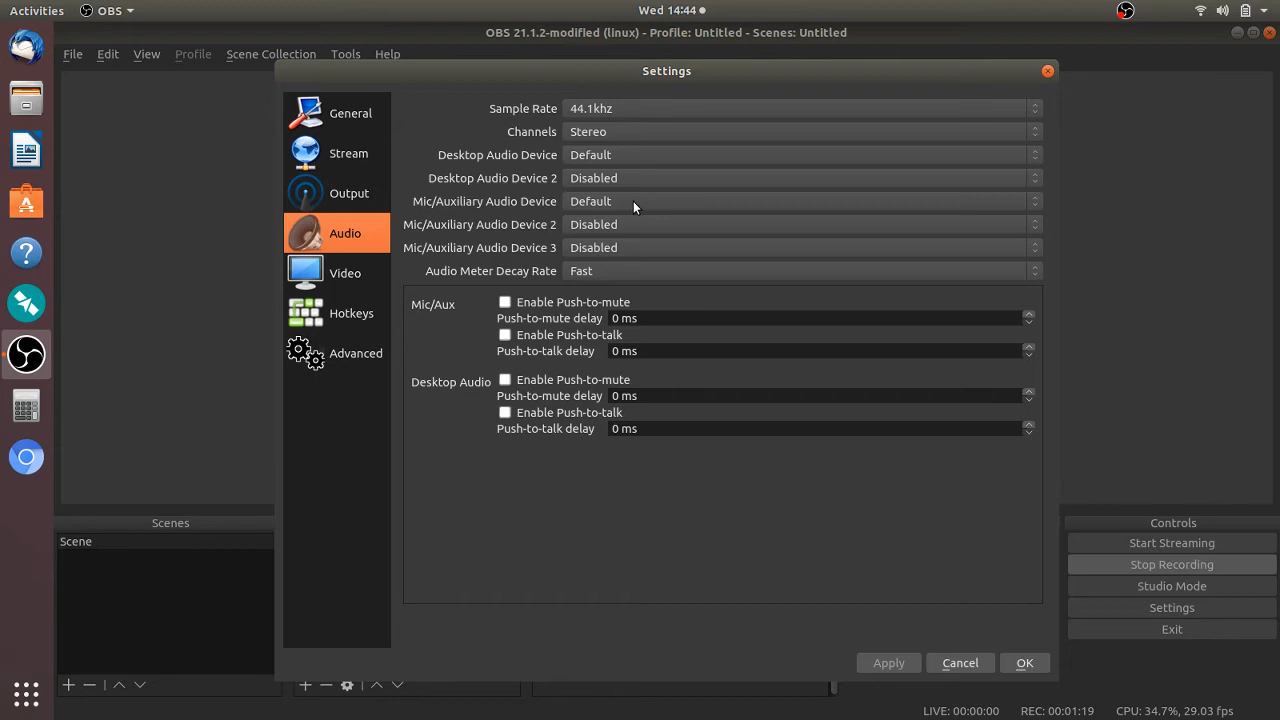 Activities OBS Wed 14:44
OBS 21.1.2-modified (linux) - Profile: Untitled - Scenes: Untitled
File Edit View Profile Scene Collection Tools Help
Settings
General
Stream
Output
Audio
Video
Hotkeys
Advanced
Sample Rate 44.1khz
Channels Stereo
Desktop Audio Device Default
Desktop Audio Device 2 Disabled
Mic/Auxiliary Audio Device Default
Mic/Auxiliary Audio Device 2 Disabled
Mic/Auxiliary Audio Device 3 Disabled
Audio Meter Decay Rate Fast
Mic/Aux Enable Push-to-mute
Push-to-mute delay 0 ms
Enable Push-to-talk
Push-to-talk delay 0 ms
Desktop Audio Enable Push-to-mute
Push-to-mute delay 0 ms
Enable Push-to-talk
Push-to-talk delay 0 ms
Apply Cancel OK
Scenes
Scene
Controls
Start Streaming
Stop Recording
Studio Mode
Settings
Exit
LIVE: 00:00:00 REC: 00:01:19 CPU: 34.7%, 29.03 fps